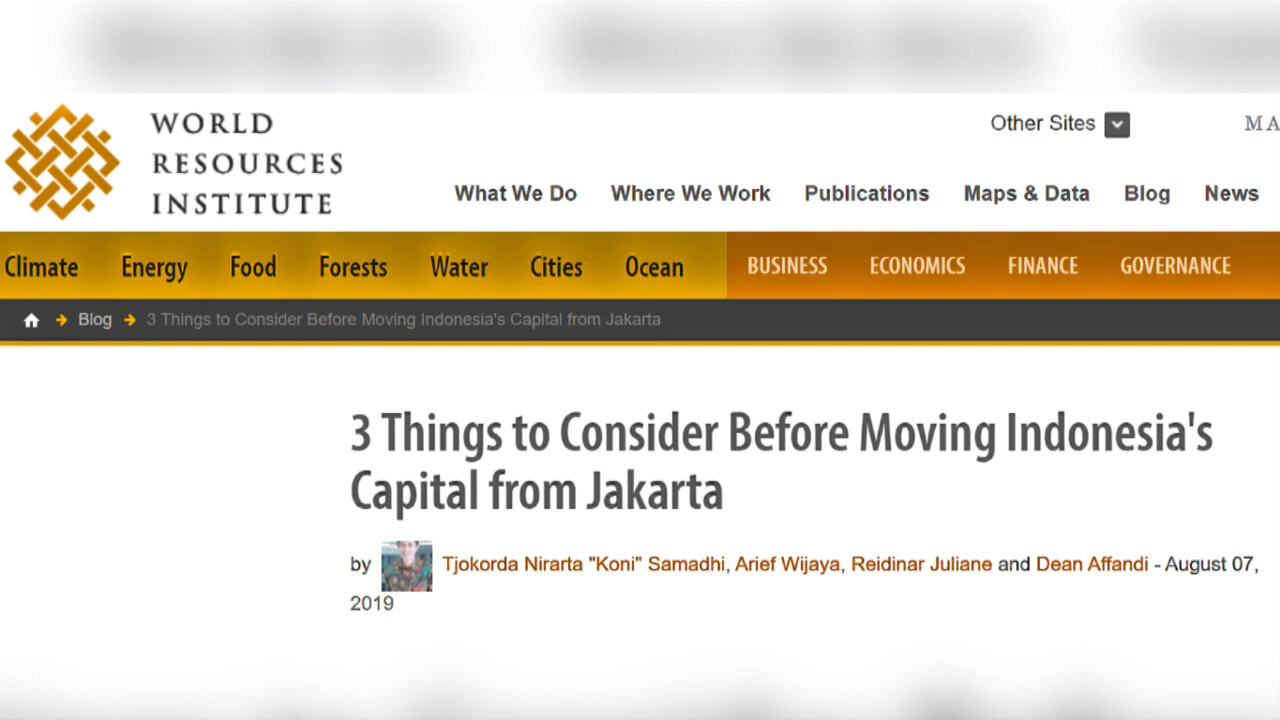 WORLD
RESOURCES
INSTITUTE
Other Sites
MA
What We Do Where We Work Publications Maps & Data Blog News
Climate Energy Food Forests Water Cities Ocean BUSINESS ECONOMICS FINANCE GOVERNANCE
Blog 3 Things to Consider Before Moving Indonesia's Capital from Jakarta
3 Things to Consider Before Moving Indonesia's
Capital from Jakarta
by Tjokorda Nirarta "Koni" Samadhi, Arief Wijaya, Reidinar Juliane and Dean Affandi - August 07,
2019